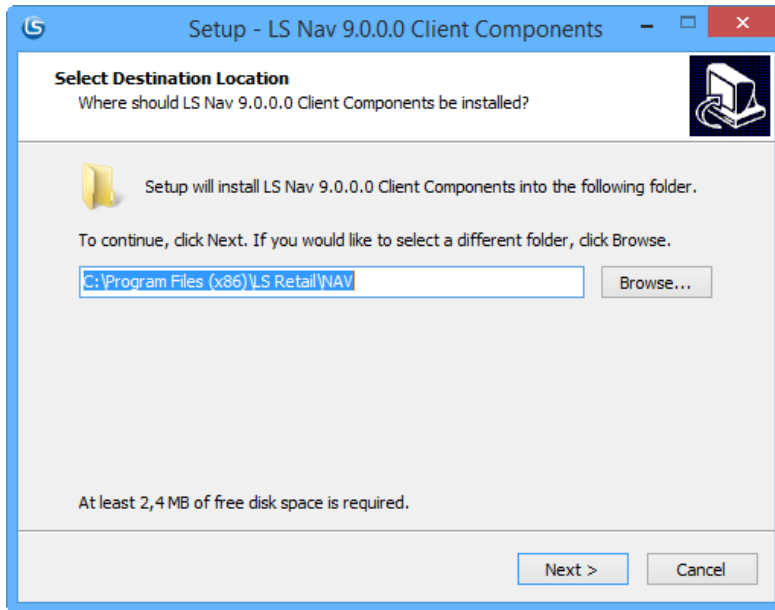 Setup - LS Nav 9.0.0.0 Client Components
Select Destination Location
Where should LS Nav 9.0.0.0 Client Components be installed?
Setup will install LS Nav 9.0.0.0 Client Components into the following folder.
To continue, click Next. If you would like to select a different folder, click Browse.
C:\Program Files (x86)\LS Retail\NAV
Browse...
At least 2,4 MB of free disk space is required.
Next >
Cancel